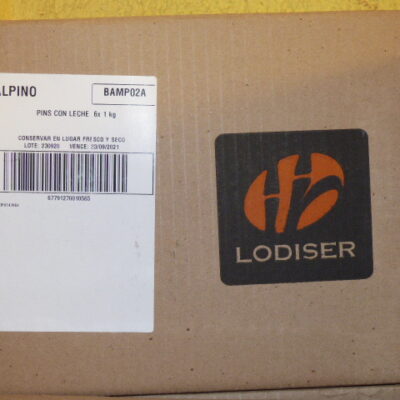 ALPINO
BAMP02A
PINS CON LECHE 6x 1 kg
CONSERVAR EN LUGAR FRESCO Y SECO
LOTE: 230920 VENCE: 23/09/2021
LODISER